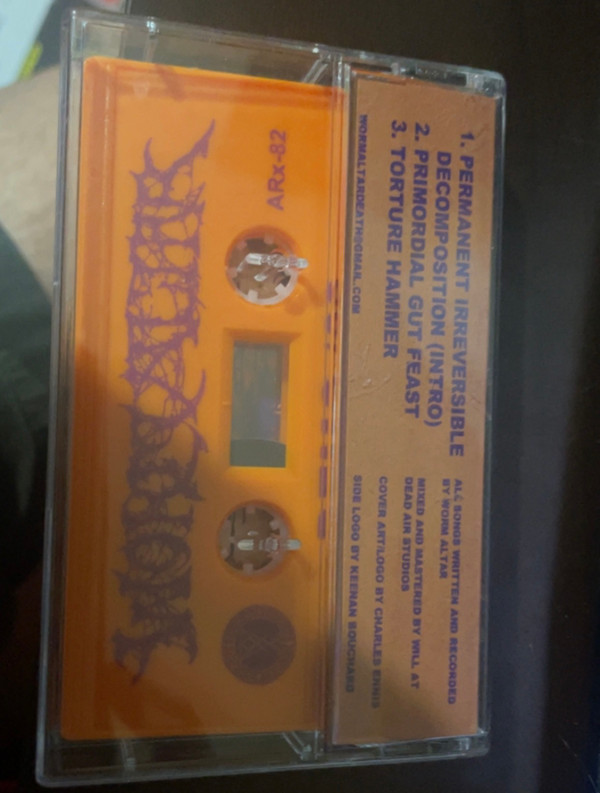 1. PERMANENT IRREVERSIBLE
DECOMPOSITION (INTRO)
2. PRIMORDIAL GUT FEAST
3. TORTURE HAMMER
WORMALTARDEATH@GMAIL.COM
ALL SONGS WRITTEN AND RECORDED
BY WORM ALTAR
MIXED AND MASTERED BY WILL AT
DEAD AIR STUDIOS
COVER ART/LOGO BY CHARLES ENNIS
SIDE LOGO BY KEENAN BOUCHARD
ARx-82